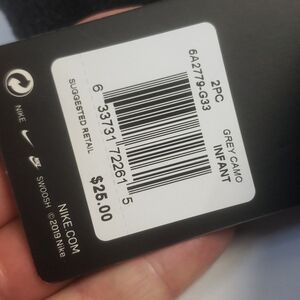 2PC
6A2779-G33
GREY CAMO
INFANT
6 33731 72261 5
SUGGESTED RETAIL
$25.00
NIKE
SWOOSH
NIKE.COM
© 2019 Nike